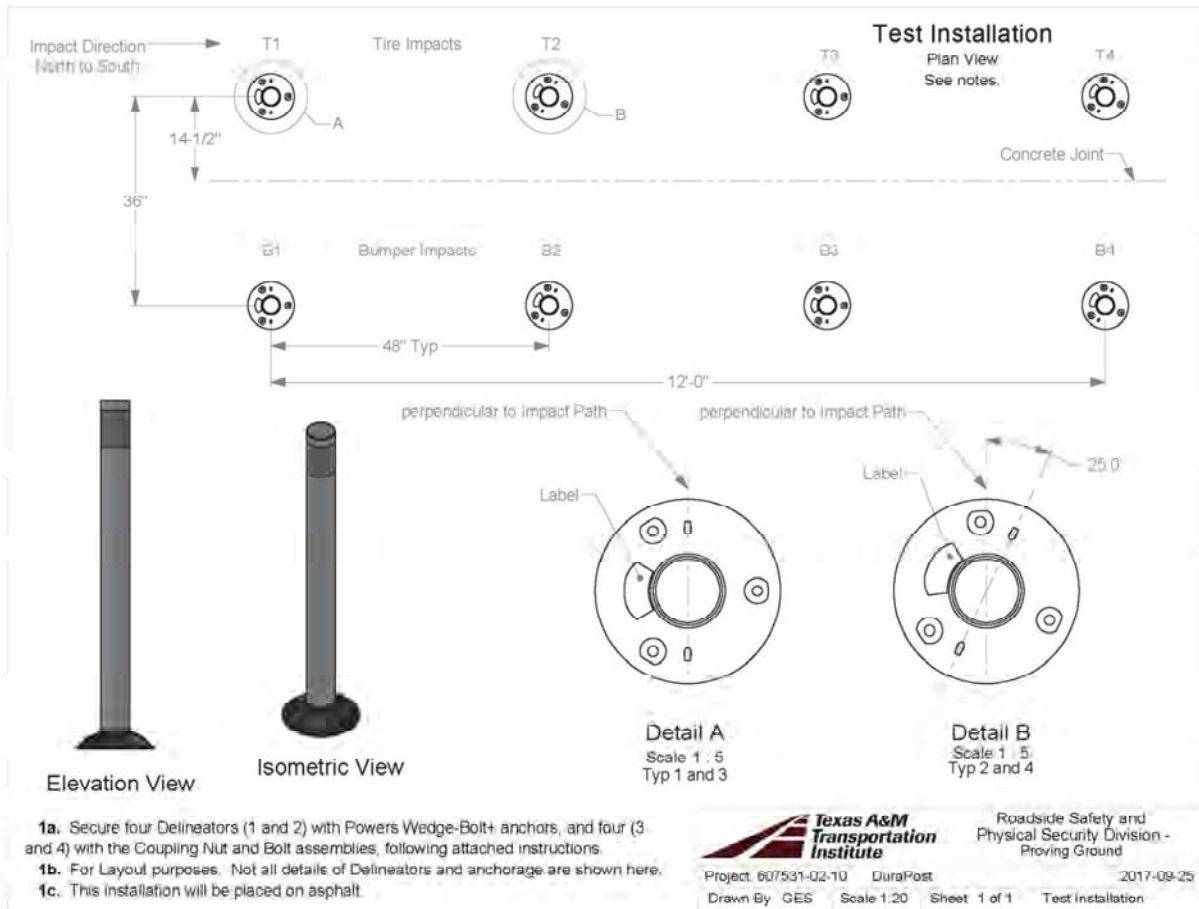 Impact Direction
North to South
T1
Tire Impacts
T2
Test Installation
Plan View
See notes.
T3
T4
A
B
14-1/2"
Concrete Joint
36"
B1
Bumper Impacts
B2
B3
B4
48" Typ
12'-0"
perpendicular to Impact Path
perpendicular to Impact Path
25.0
Label
Label
Elevation View
Isometric View
Detail A
Scale 1 : 5
Typ 1 and 3
Detail B
Scale 1 : 5
Typ 2 and 4
1a. Secure four Delineators (1 and 2) with Powers Wedge-Bolt+ anchors, and four (3
and 4) with the Coupling Nut and Bolt assemblies, following attached instructions.
1b. For Layout purposes. Not all details of Delineators and anchorage are shown here.
1c. This installation will be placed on asphalt.
Texas A&M
Transportation
Institute
Roadside Safety and
Physical Security Division -
Proving Ground
Project 607531-02-10 DuraPost 2017-09-25
Drawn By GES Scale 1:20 Sheet 1 of 1 Test Installation